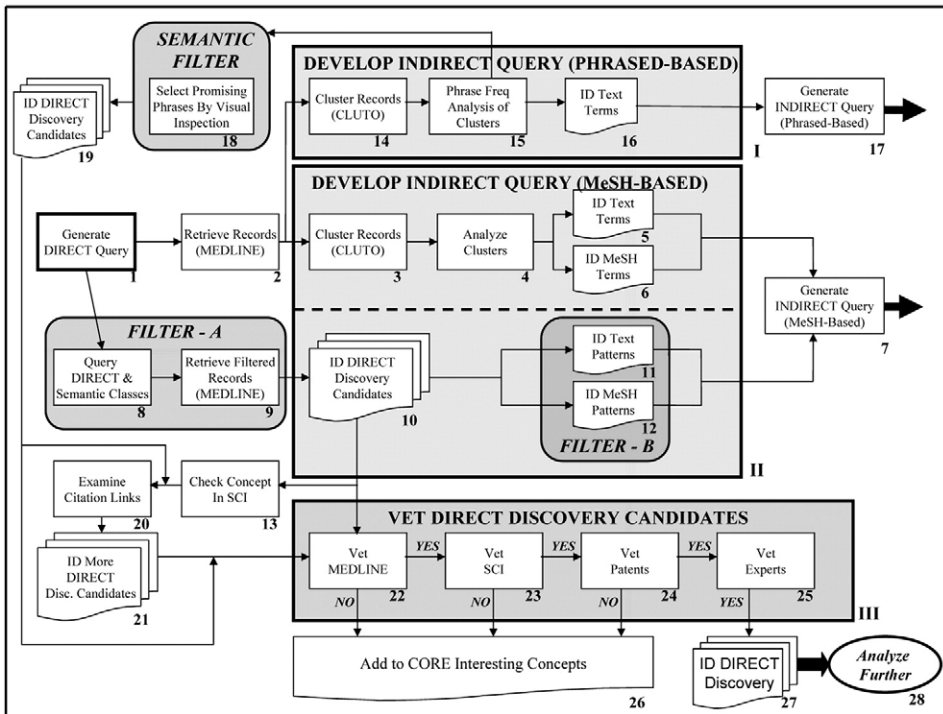 SEMANTIC
FILTER
Select Promising
Phrases By Visual
Inspection
18
ID DIRECT
Discovery
Candidates
19
DEVELOP INDIRECT QUERY (PHRASED-BASED)
Cluster Records
(CLUTO)
14
Phrase Freq
Analysis of
Clusters
15
ID Text
Terms
16
I
Generate
INDIRECT Query
(Phrased-Based)
17
DEVELOP INDIRECT QUERY (MeSH-BASED)
Generate
DIRECT Query
1
Retrieve Records
(MEDLINE)
2
Cluster Records
(CLUTO)
3
Analyze
Clusters
4
ID Text
Terms
5
ID MeSH
Terms
6
Generate
INDIRECT Query
(MeSH-Based)
7
FILTER - A
Query
DIRECT &
Semantic Classes
8
Retrieve Filtered
Records
(MEDLINE)
9
ID DIRECT
Discovery
Candidates
10
ID Text
Patterns
11
ID MeSH
Patterns
12
FILTER - B
II
Examine
Citation Links
20
Check Concept
In SCI
13
ID More
DIRECT
Disc. Candidates
21
VET DIRECT DISCOVERY CANDIDATES
Vet
MEDLINE
22
YES
NO
Vet
SCI
23
YES
NO
Vet
Patents
24
YES
NO
Vet
Experts
25
YES
III
Add to CORE Interesting Concepts
26
ID DIRECT
Discovery
27
Analyze
Further
28